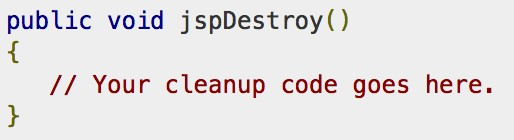 public void jspDestroy()
{
   // Your cleanup code goes here.
}